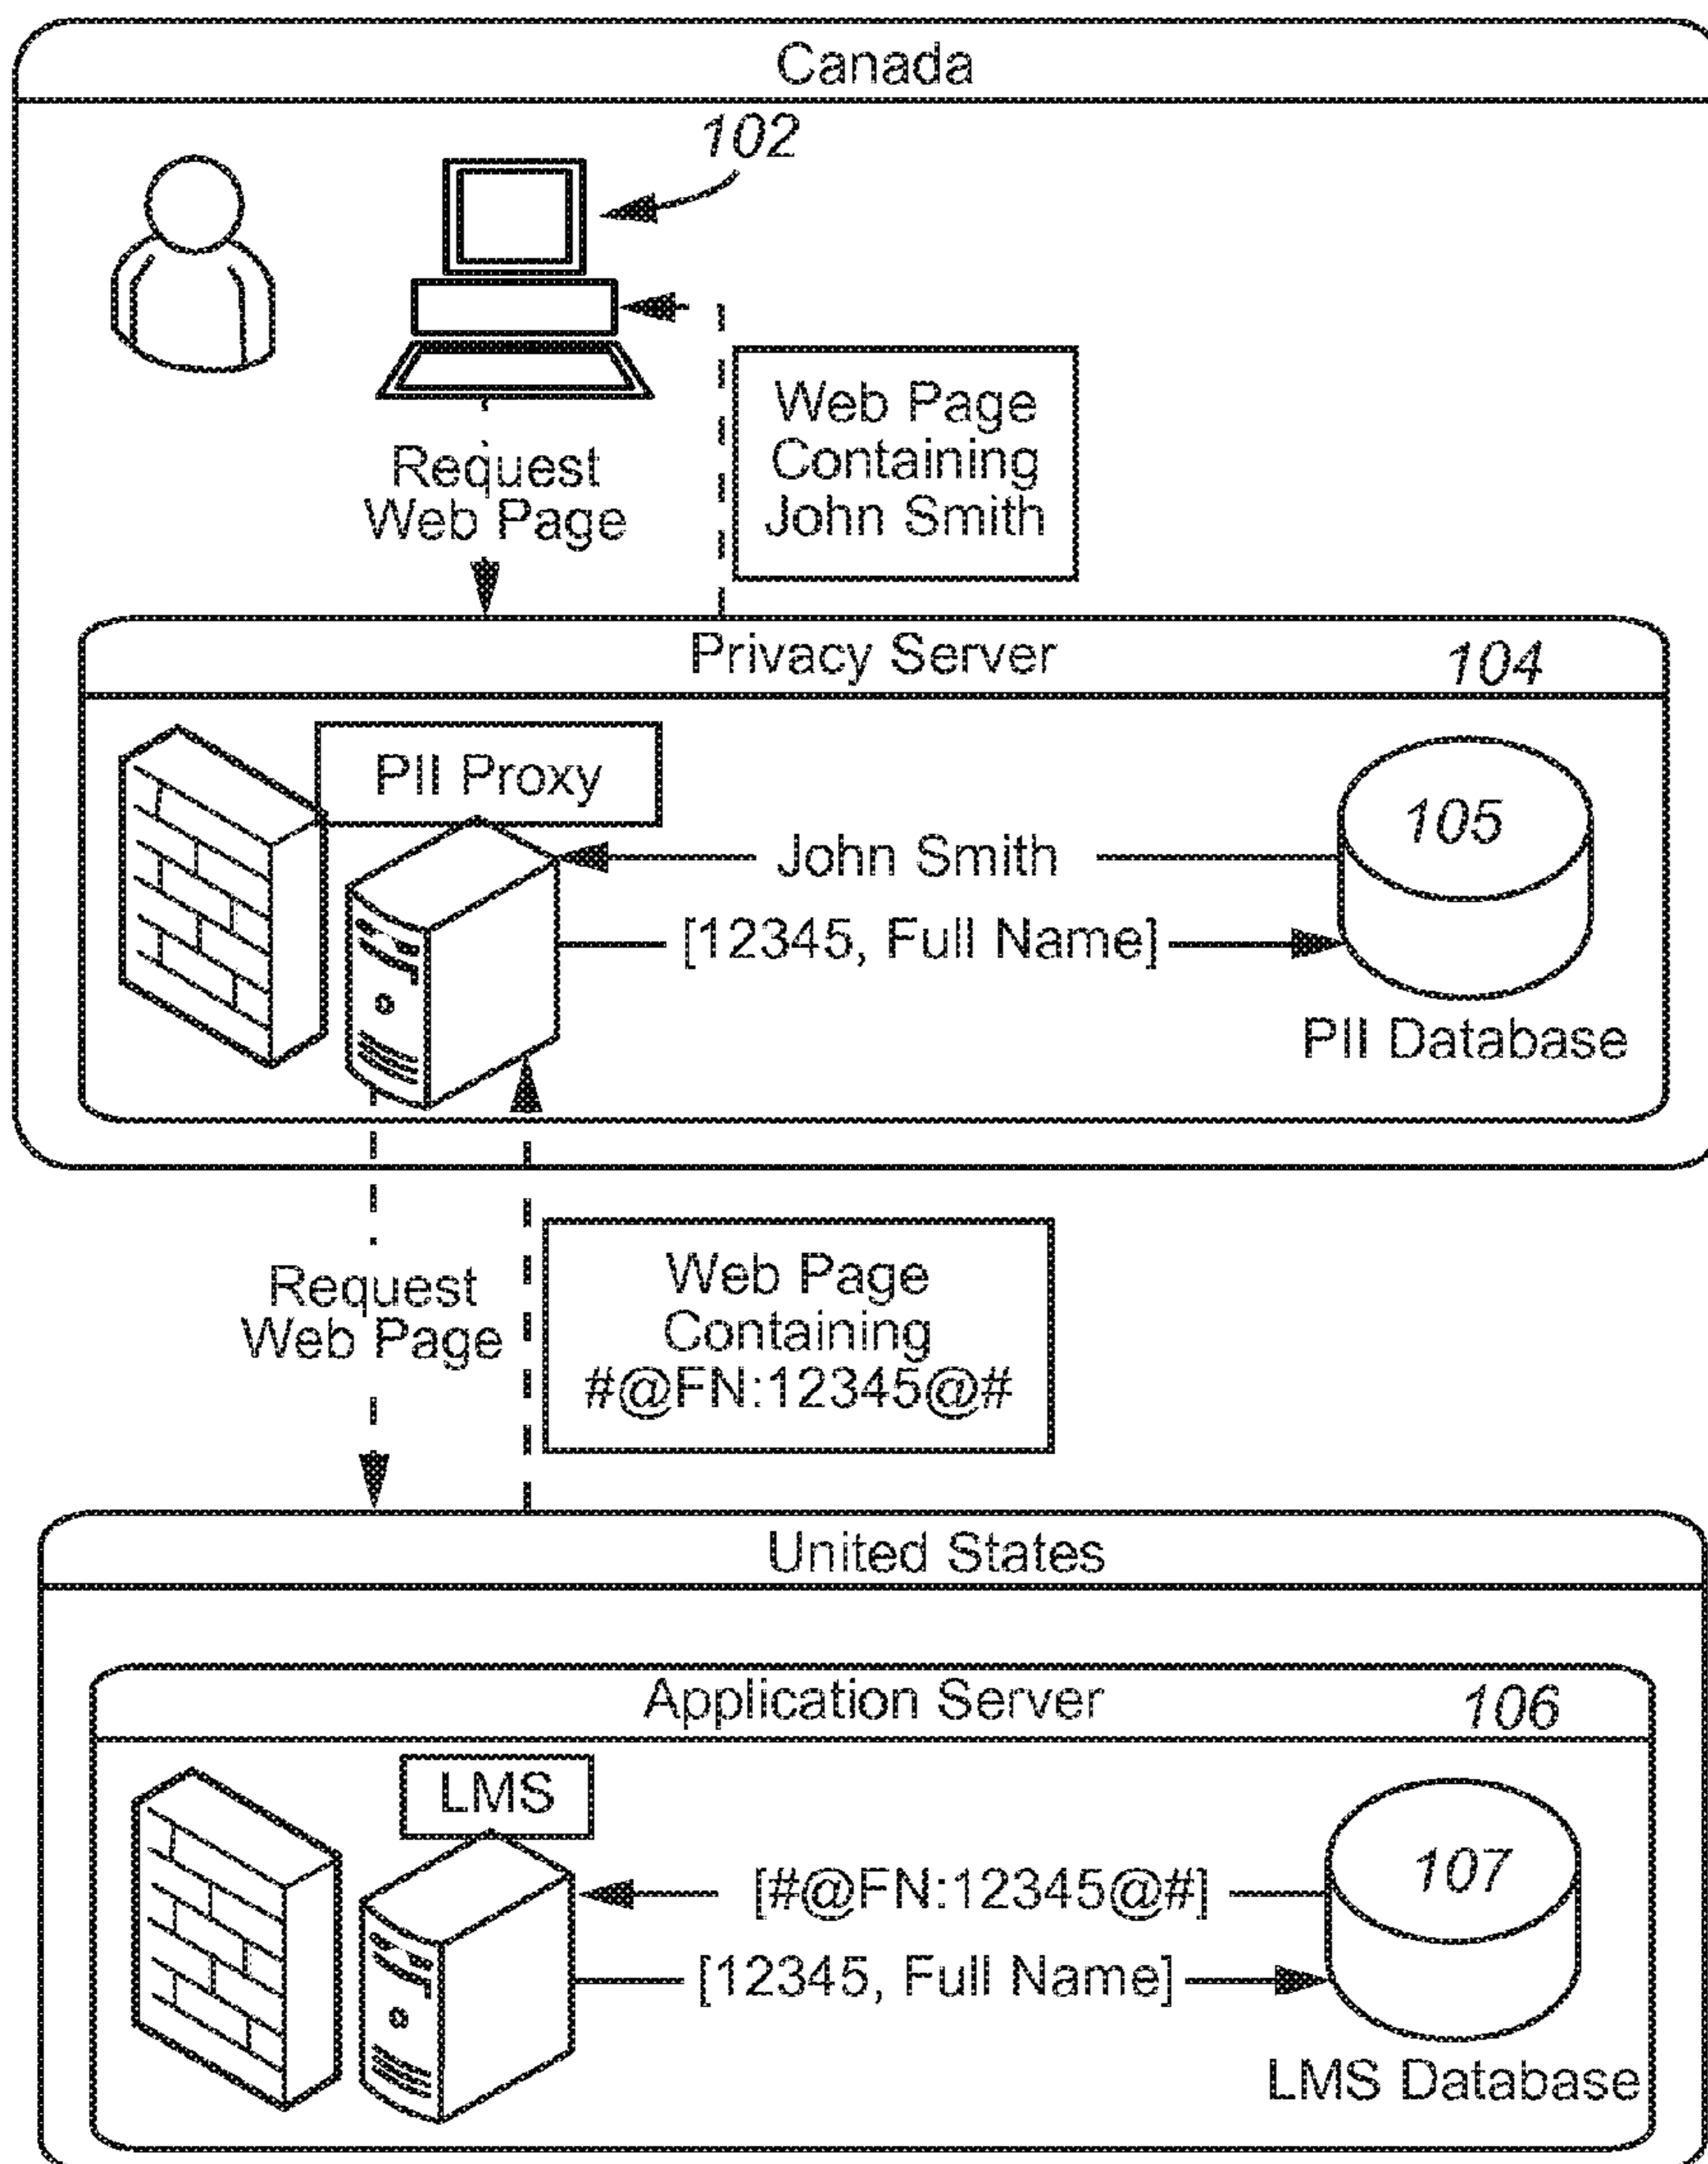 Canada
102
Request
Web Page
Web Page
Containing
John Smith
Privacy Server
104
PII Proxy
105
John Smith
[12345, Full Name]
PII Database
Request
Web Page
Web Page
Containing
#@FN:12345@#
United States
Application Server
106
LMS
107
[#@FN:12345@#]
[12345, Full Name]
LMS Database